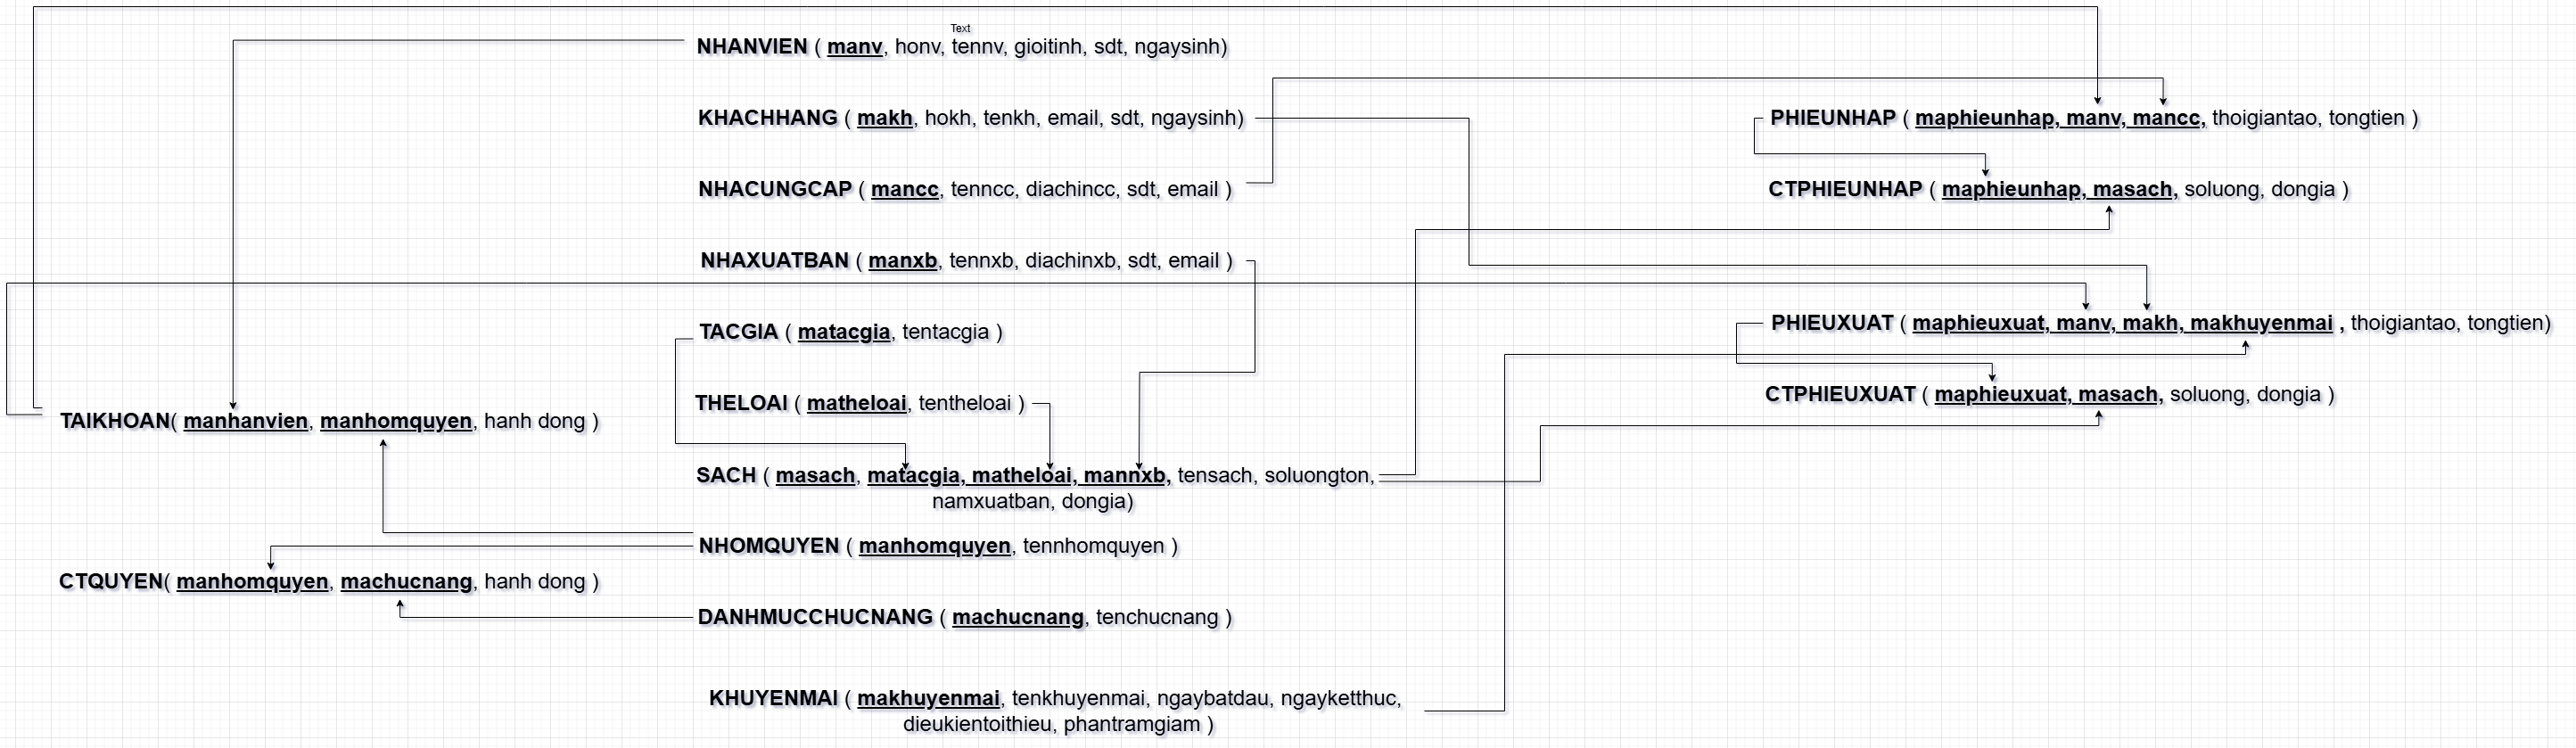 Text
NHANVIEN ( manv, honv, tennv, gioitinh, sdt, ngaysinh)
KHACHHANG ( makh, hokh, tenkh, email, sdt, ngaysinh)
NHACUNGCAP ( mancc, tenncc, diachincc, sdt, email )
NHAXUATBAN ( manxb, tennxb, diachinxb, sdt, email )
TACGIA ( matacgia, tentacgia )
THELOAI ( matheloai, tentheloai )
SACH ( masach, matacgia, matheloai, mannxb, tensach, soluongton,
namxuatban, dongia)
NHOMQUYEN ( manhomquyen, tennhomquyen )
DANHMUCCHUCNANG ( machucnang, tenchucnang )
KHUYENMAI ( makhuyenmai, tenkhuyenmai, ngaybatdau, ngayketthuc,
dieukientoithieu, phantramgiam )
TAIKHOAN( manhanvien, manhomquyen, hanh dong )
CTQUYEN( manhomquyen, machucnang, hanh dong )
PHIEUNHAP ( maphieunhap, manv, mancc, thoigiantao, tongtien )
CTPHIEUNHAP ( maphieunhap, masach, soluong, dongia )
PHIEUXUAT ( maphieuxuat, manv, makh, makhuyenmai , thoigiantao, tongtien)
CTPHIEUXUAT ( maphieuxuat, masach, soluong, dongia )